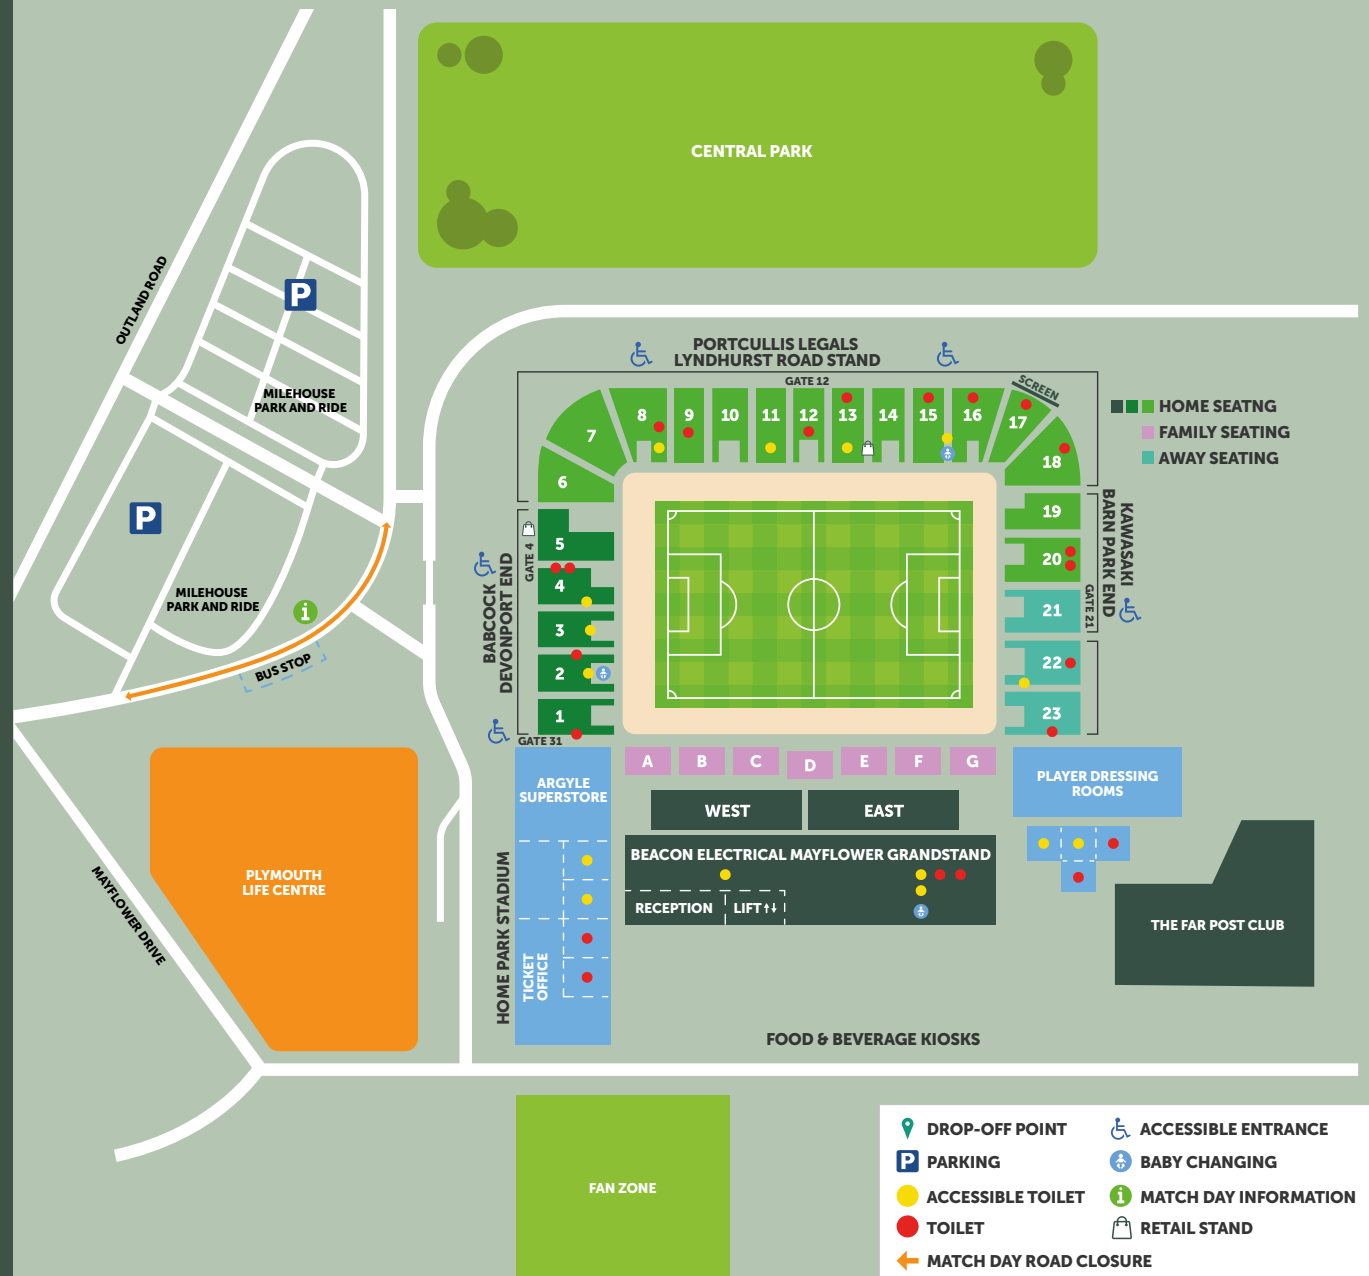 CENTRAL PARK
OUTLAND ROAD
P
MILEHOUSE
PARK AND RIDE
P
MILEHOUSE
PARK AND RIDE
i
BUS STOP
PORTCULLIS LEGALS
LYNDHURST ROAD STAND
GATE 12
SCREEN
HOME SEATNG
FAMILY SEATING
AWAY SEATING
8
9
10
11
12
13
14
15
16
17
18
7
6
5
4
3
2
1
GATE 4
BABCOCK
DEVONPORT END
GATE 31
19
20
21
22
23
KAWASAKI
BARN PARK END
GATE 21
A
B
C
D
E
F
G
WEST
EAST
BEACON ELECTRICAL MAYFLOWER GRANDSTAND
RECEPTION
LIFT
ARGYLE
SUPERSTORE
HOME PARK STADIUM
TICKET
OFFICE
PLAYER DRESSING
ROOMS
THE FAR POST CLUB
PLYMOUTH
LIFE CENTRE
MAYFLOWER DRIVE
FOOD & BEVERAGE KIOSKS
FAN ZONE
DROP-OFF POINT
P PARKING
ACCESSIBLE TOILET
TOILET
MATCH DAY ROAD CLOSURE
ACCESSIBLE ENTRANCE
BABY CHANGING
i MATCH DAY INFORMATION
RETAIL STAND